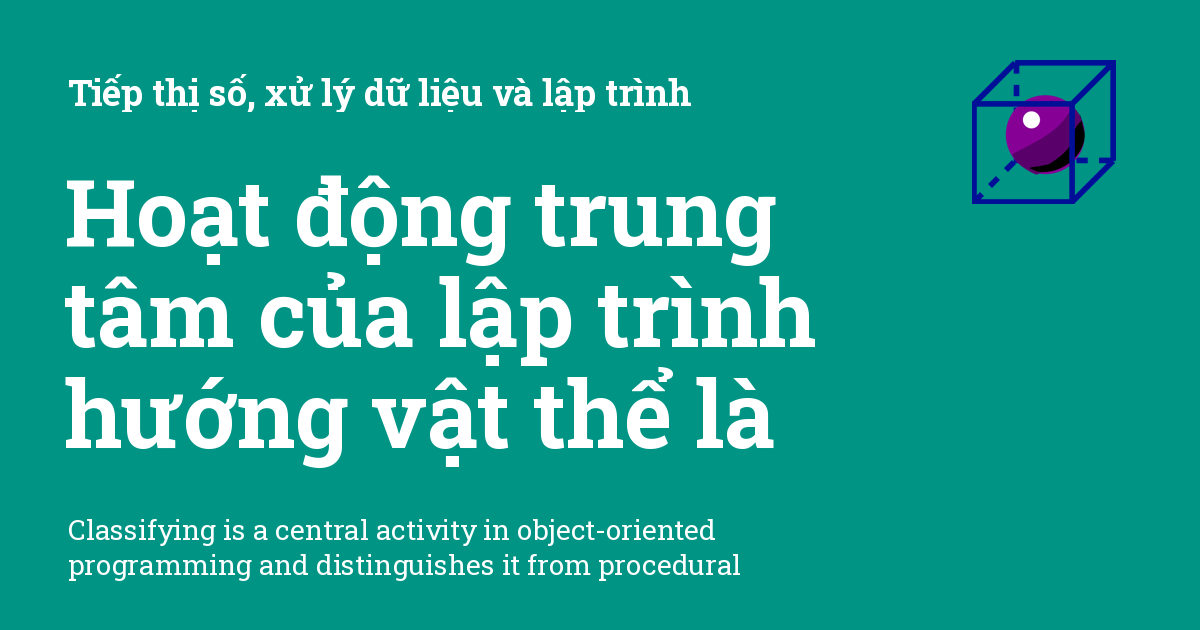 Tiếp thị số, xử lý dữ liệu và lập trình
Hoạt động trung
tâm của lập trình
hướng vật thể là
Classifying is a central activity in object-oriented
programming and distinguishes it from procedural